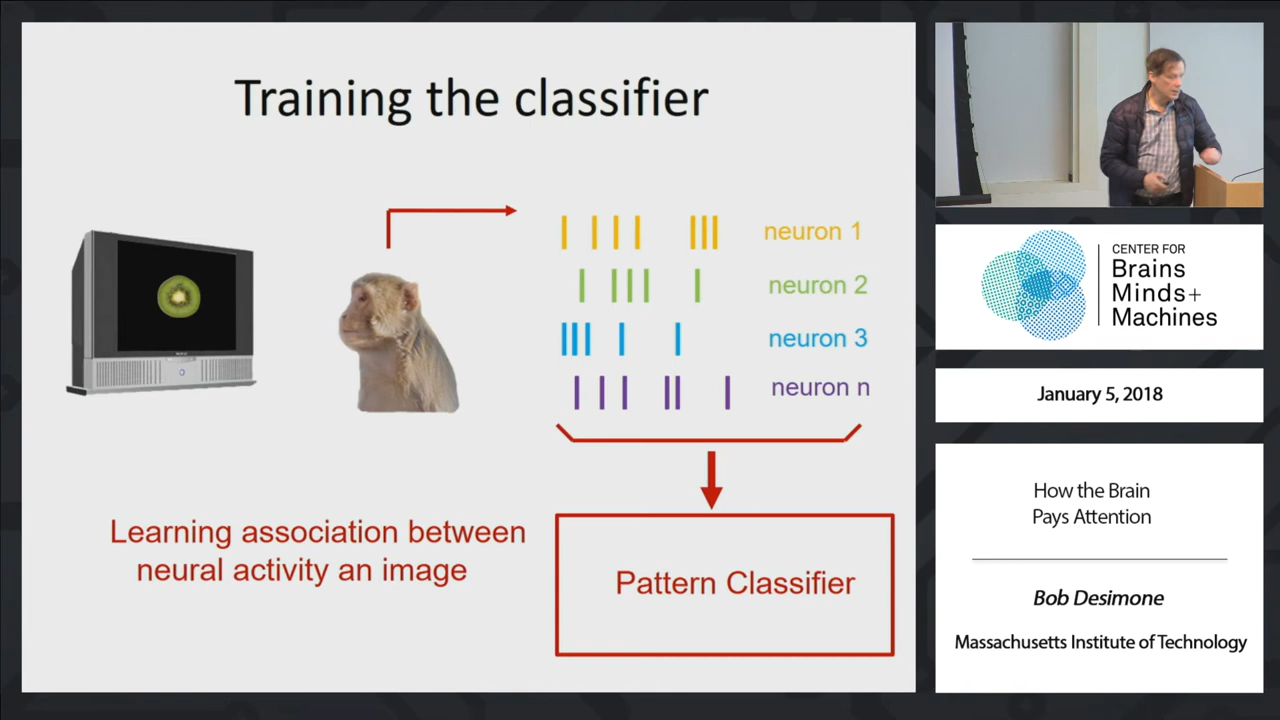 Training the classifier
neuron 1
neuron 2
neuron 3
neuron n
Learning association between
neural activity an image
Pattern Classifier
CENTER FOR
Brains
Minds+
Machines
January 5, 2018
How the Brain
Pays Attention
Bob Desimone
Massachusetts Institute of Technology